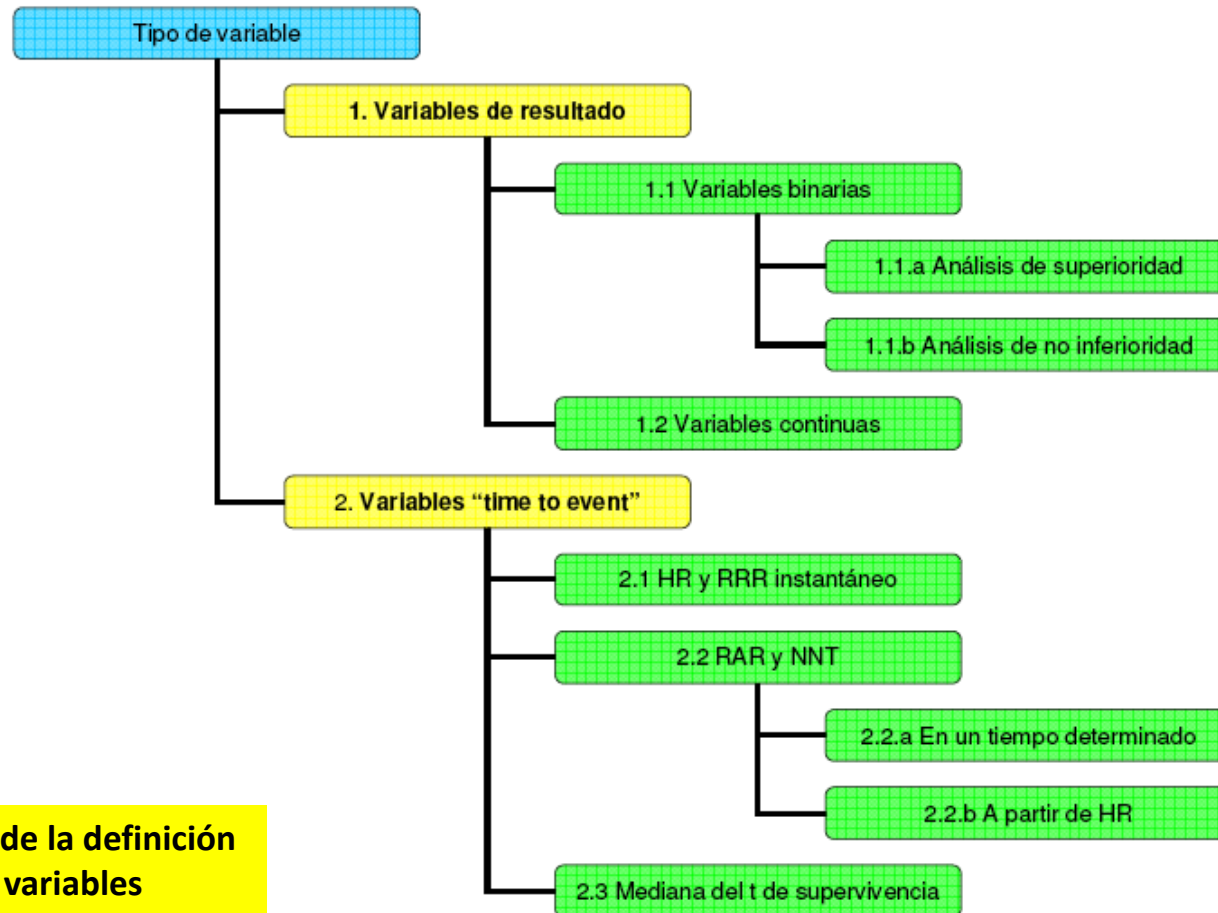 Tipo de variable
1. Variables de resultado
1.1 Variables binarias
1.1.a Análisis de superioridad
1.1.b Análisis de no inferioridad
1.2 Variables continuas
2. Variables “time to event”
2.1 HR y RRR instantáneo
2.2 RAR y NNT
2.2.a En un tiempo determinado
2.2.b A partir de HR
2.3 Mediana del t de supervivencia
de la definición
variables